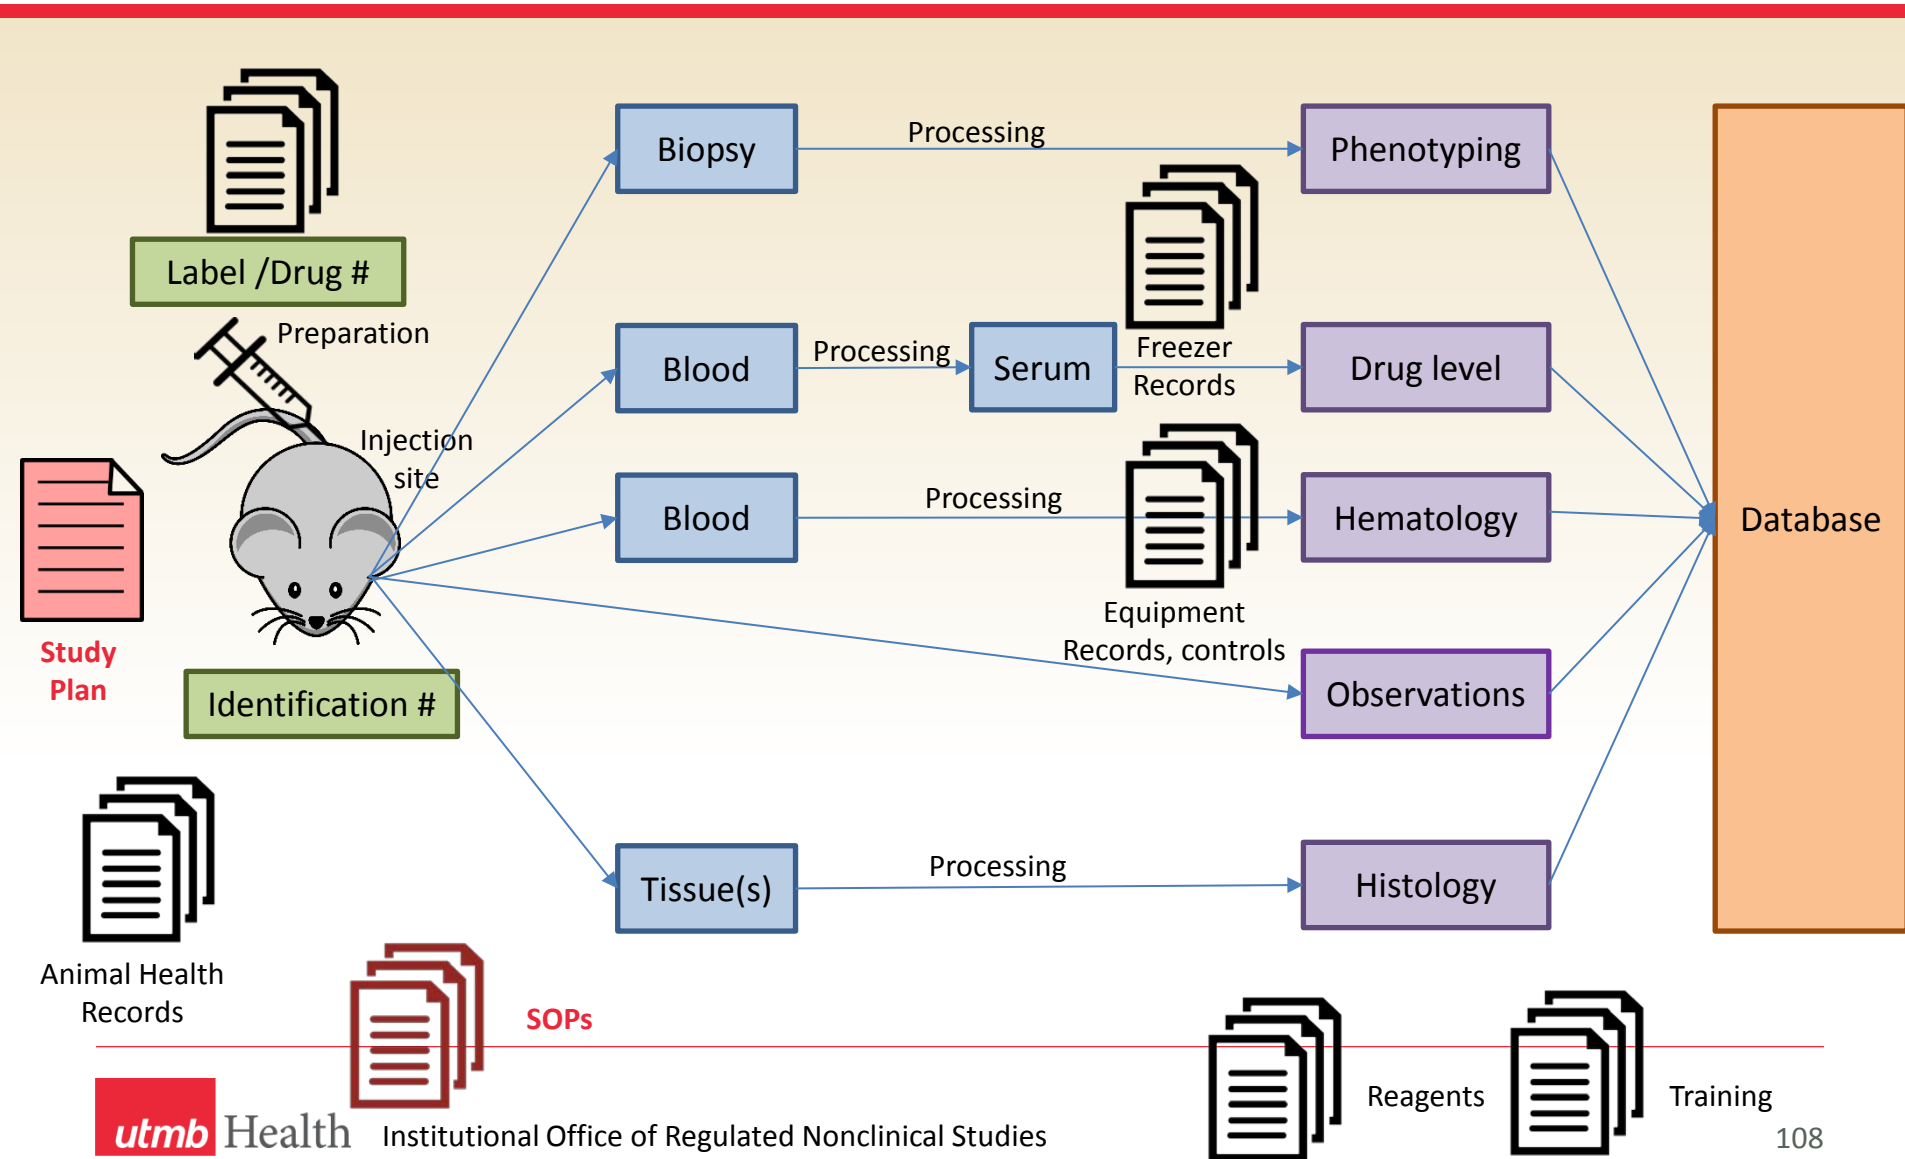 Biopsy
Processing
Phenotyping
Label /Drug #
Preparation
Blood
Processing
Serum
Freezer
Records
Drug level
Injection
site
Blood
Processing
Hematology
Database
Equipment
Records, controls
Study
Plan
Identification #
Observations
Tissue(s)
Processing
Histology
Animal Health
Records
SOPs
Reagents
Training
utmb Health
Institutional Office of Regulated Nonclinical Studies
108